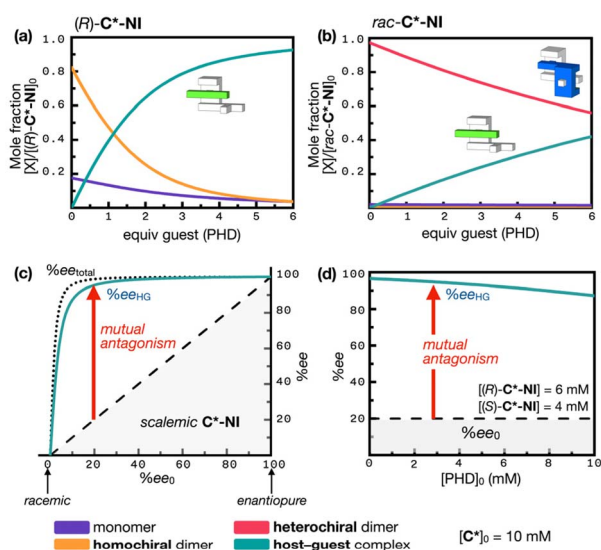 (R)-C*-NI
(a)
Mole fraction
[X]/[(R)-C*-NI]0
1.0
0.8
0.6
0.4
0.2
0 1 2 3 4 5 6
equiv guest (PHD)
rac-C*-NI
(b)
Mole fraction
[X]/[rac-C*-NI]0
1.0
0.8
0.6
0.4
0.2
0 1 2 3 4 5 6
equiv guest (PHD)
(c)
%eetotal
%eeHG
mutual
antagonism
scalemic C*-NI
100
80
60
40
20
0
%ee
0 20 40 60 80 100
%ee0
racemic
enantiopure
(d)
%eeHG
mutual
antagonism
[(R)-C*-NI] = 6 mM
[(S)-C*-NI] = 4 mM
%ee0
%ee
100
80
60
40
20
0 2 4 6 8 10
[PHD]0 (mM)
monomer
heterochiral dimer
[C*]0 = 10 mM
homochiral dimer
host–guest complex